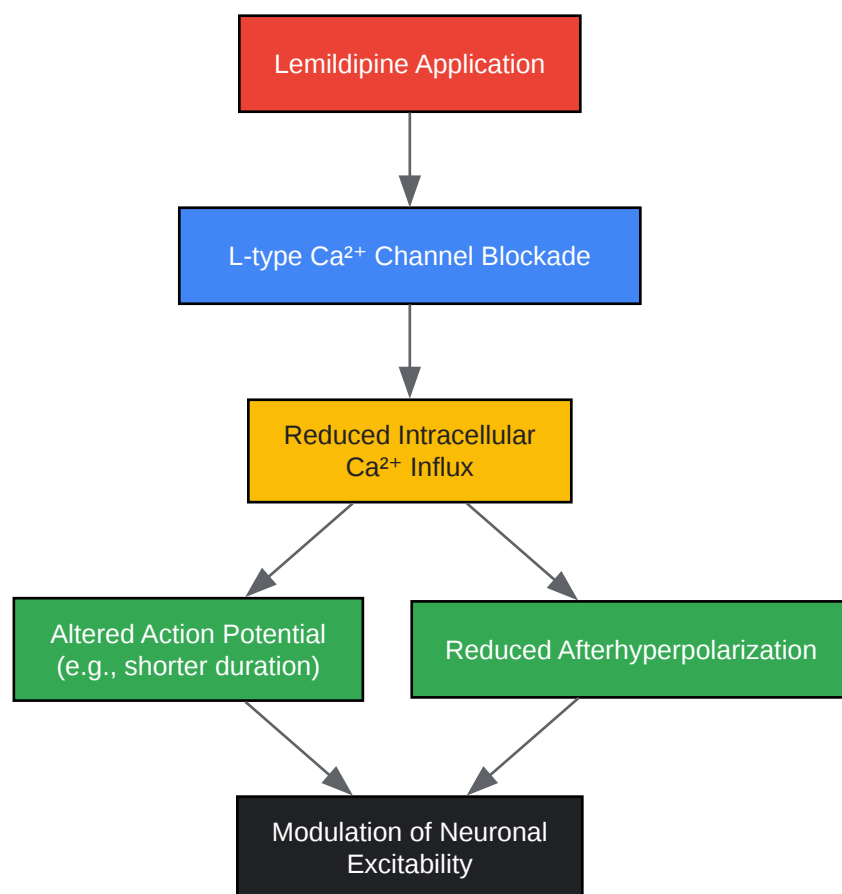 Lemildipine Application
L-type Ca²⁺ Channel Blockade
Reduced Intracellular
Ca²⁺ Influx
Altered Action Potential
(e.g., shorter duration)
Reduced Afterhyperpolarization
Modulation of Neuronal
Excitability